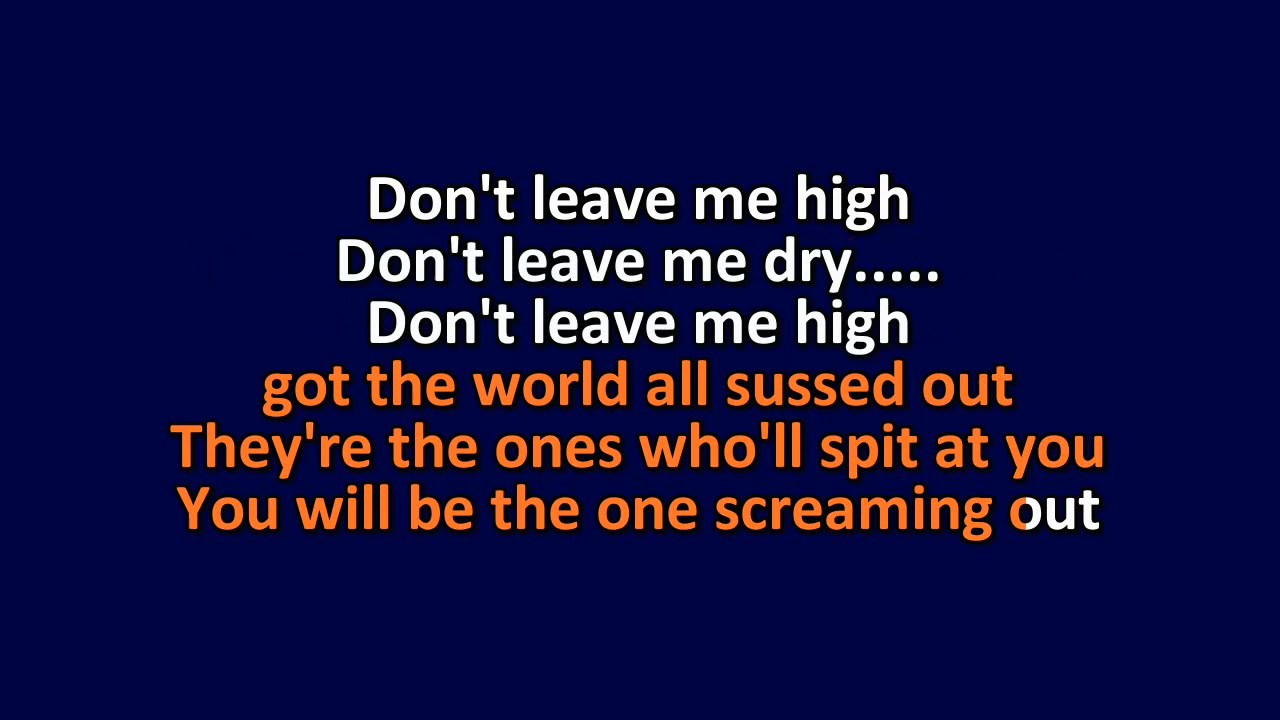 Don't leave me high
Don't leave me dry.....
Don't leave me high
got the world all sussed out
They're the ones who'll spit at you
You will be the one screaming out